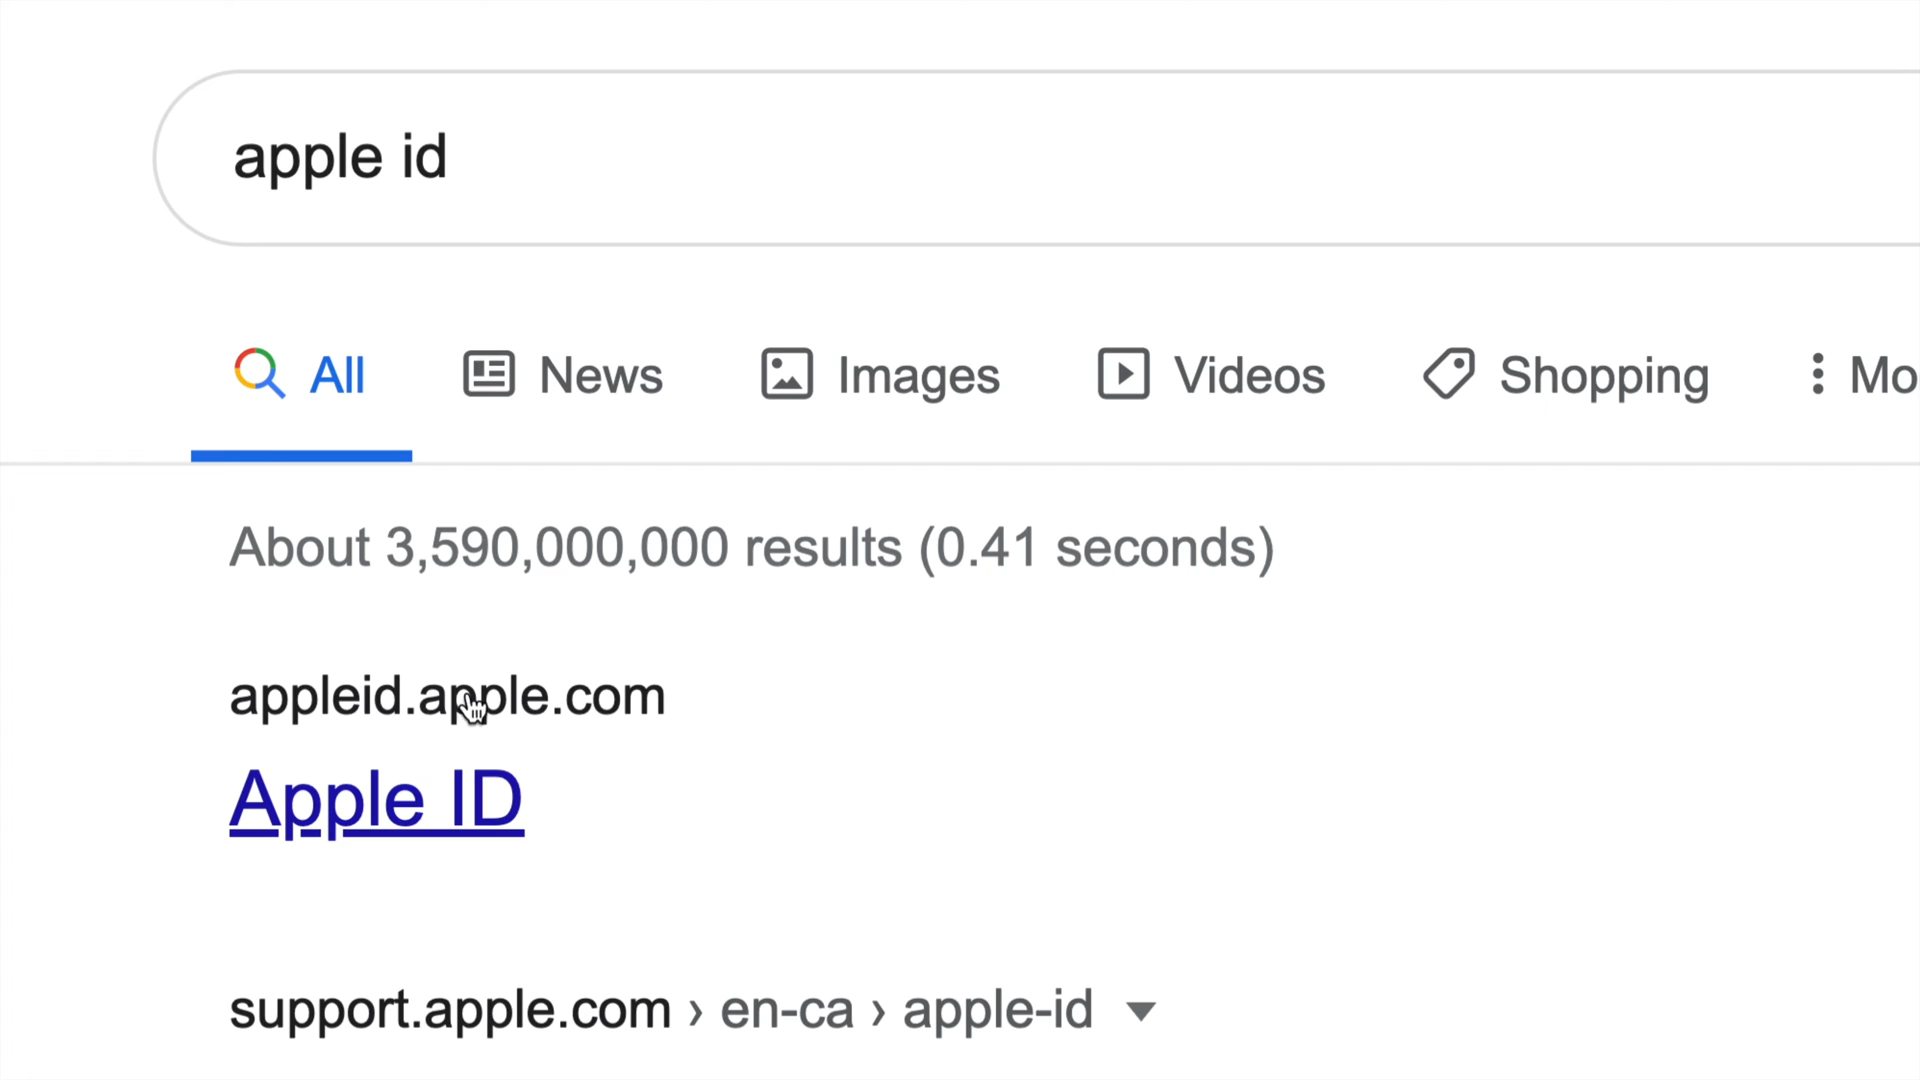 apple id
All News Images Videos Shopping Mo
About 3,590,000,000 results (0.41 seconds)
appleid.apple.com
Apple ID
support.apple.com › en-ca › apple-id